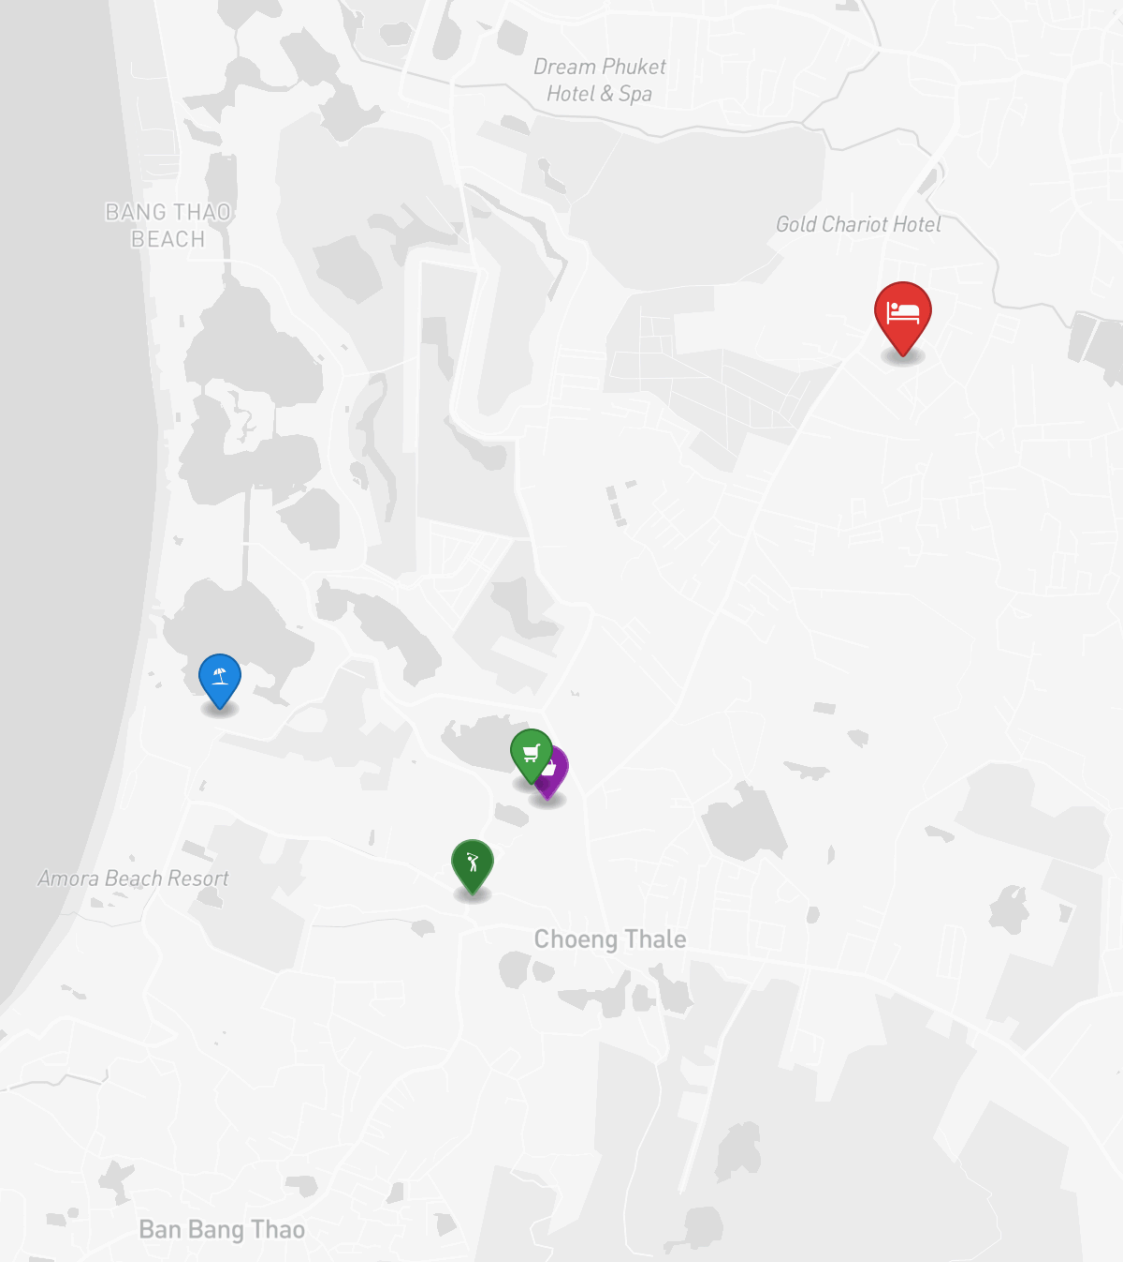 Dream Phuket
Hotel & Spa
BANG THAO
BEACH
Gold Chariot Hotel
Amora Beach Resort
Choeng Thale
Ban Bang Thao